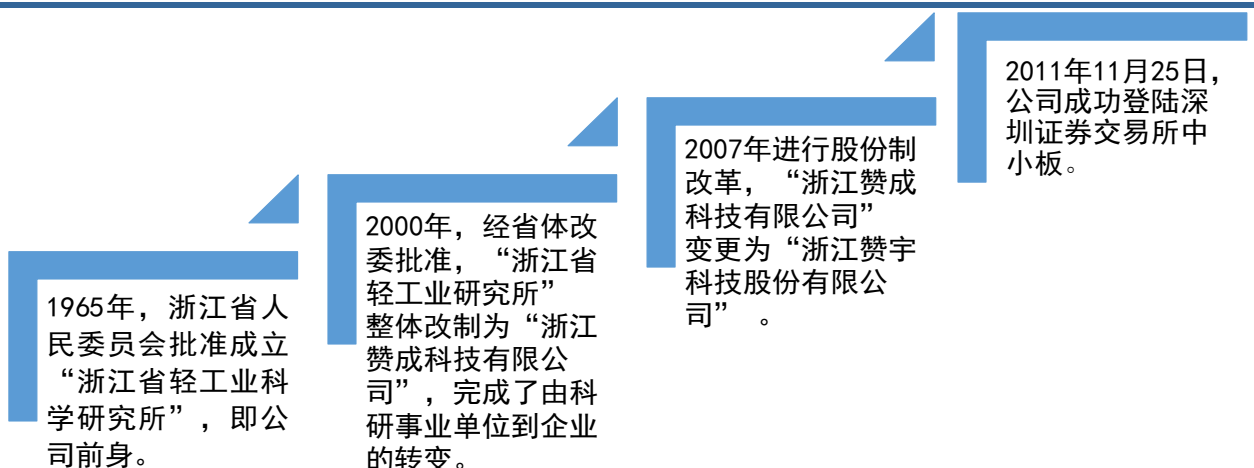 1965年，浙江省人
民委员会批准成立
“浙江省轻工业科
学研究所”，即公
司前身。
2000年，经省体改
委批准，“浙江省
轻工业研究所”
整体改制为“浙江
赞成科技有限公
司”，完成了由科
研事业单位到企业
的转变。
2007年进行股份制
改革，“浙江赞成
科技有限公司”
变更为“浙江赞宇
科技股份有限公
司” 。
2011年11月25日，
公司成功登陆深
圳证券交易所中
小板。